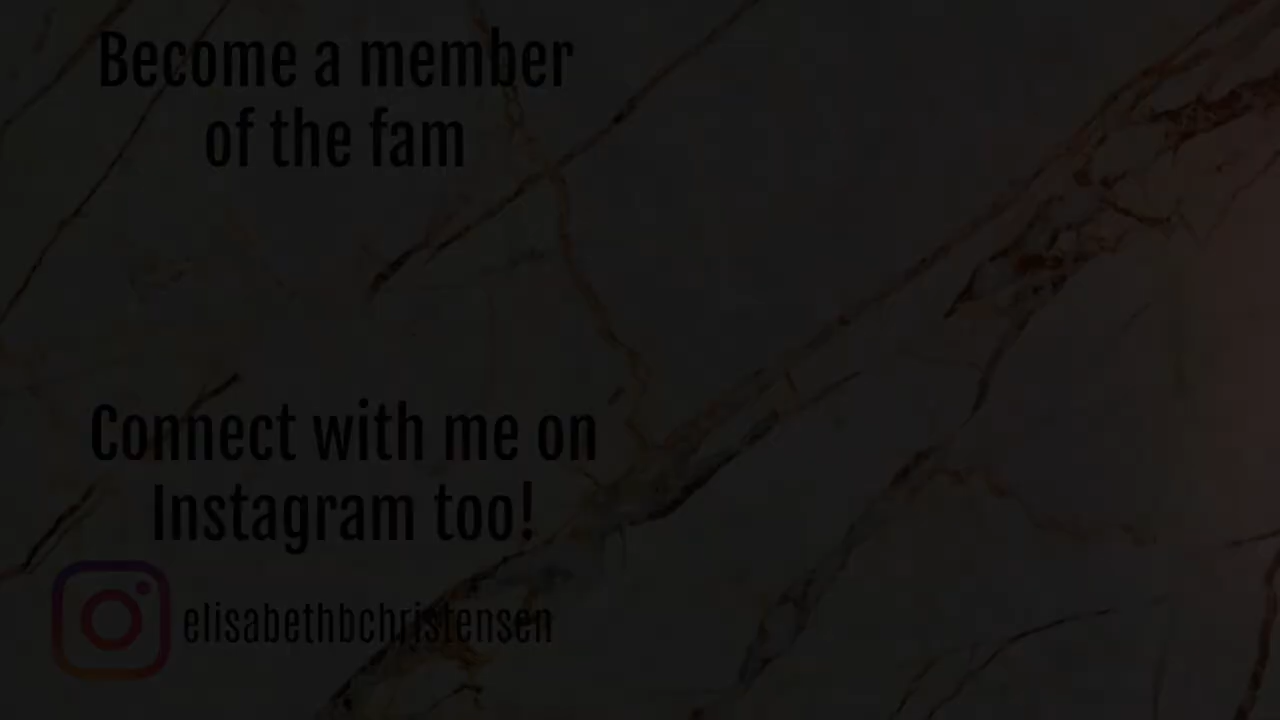 Become a member
of the fam
Connect with me on
Instagram too!
elisabethbchristensen